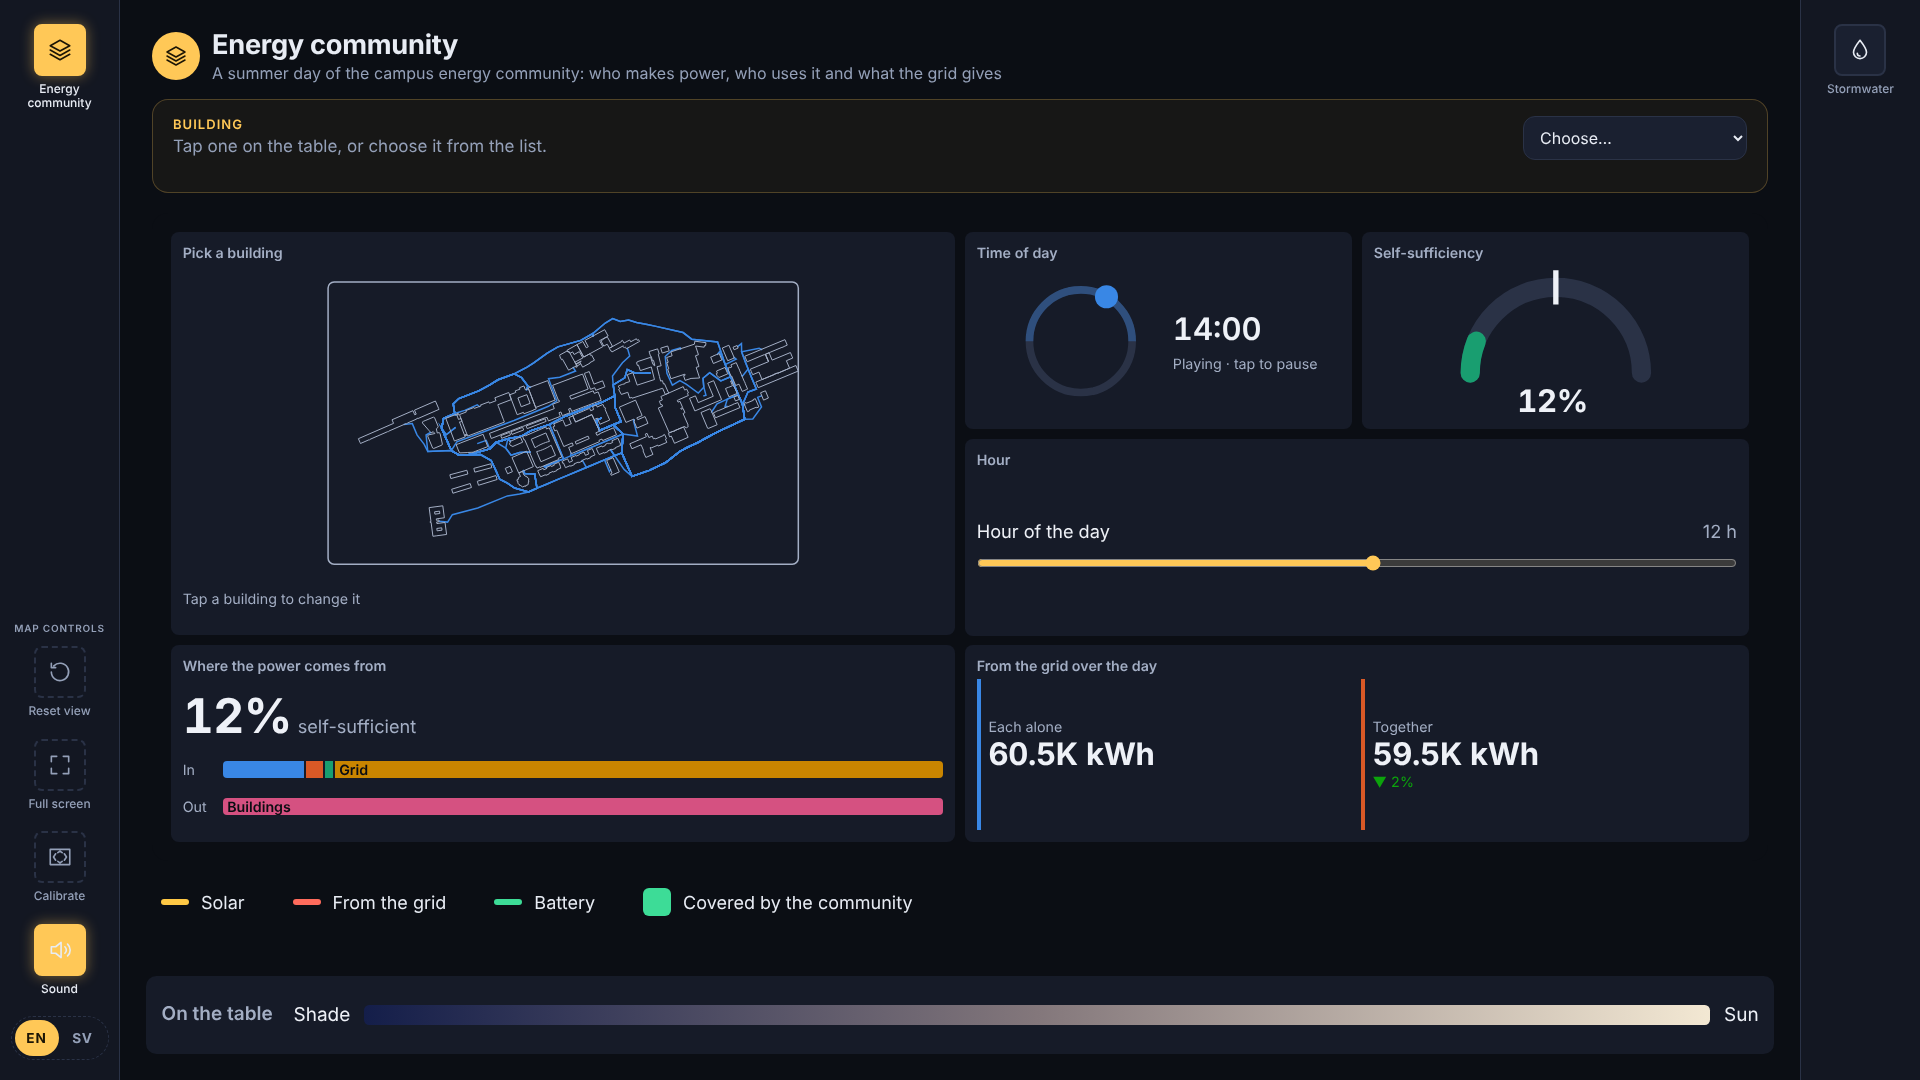 Energy
community
MAP CONTROLS
Reset view
Full screen
Calibrate
Sound
EN SV
Energy community
A summer day of the campus energy community: who makes power, who uses it and what the grid gives
BUILDING
Tap one on the table, or choose it from the list.
Choose...
Pick a building
Tap a building to change it
Time of day
14:00
Playing · tap to pause
Self-sufficiency
12%
Hour
Hour of the day
12 h
Where the power comes from
12% self-sufficient
In Grid
Out Buildings
From the grid over the day
Each alone
60.5K kWh
Together
59.5K kWh
▼ 2%
Solar
From the grid
Battery
Covered by the community
On the table Shade Sun
Stormwater